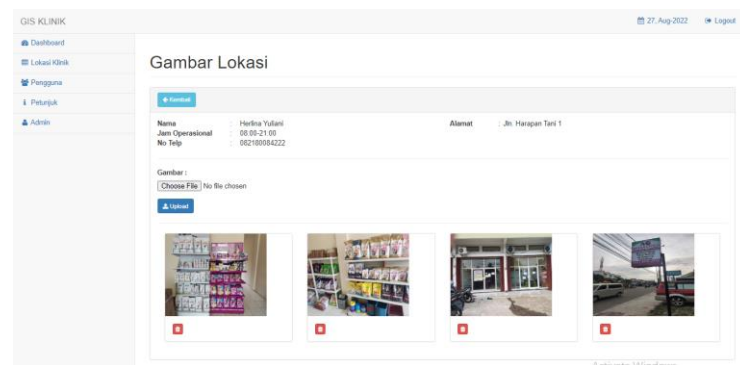 GIS KLINIK
27, Aug-2022 Logout
Dashboard
Lokasi Klinik
Pengguna
Petunjuk
Admin
Gambar Lokasi
Kembali
Nama : Herlina Yuliani
Jam Operasional : 08:00-21:00
No Telp : 082180084222
Alamat : Jln. Harapan Tani 1
Gambar :
Choose File No file chosen
Upload